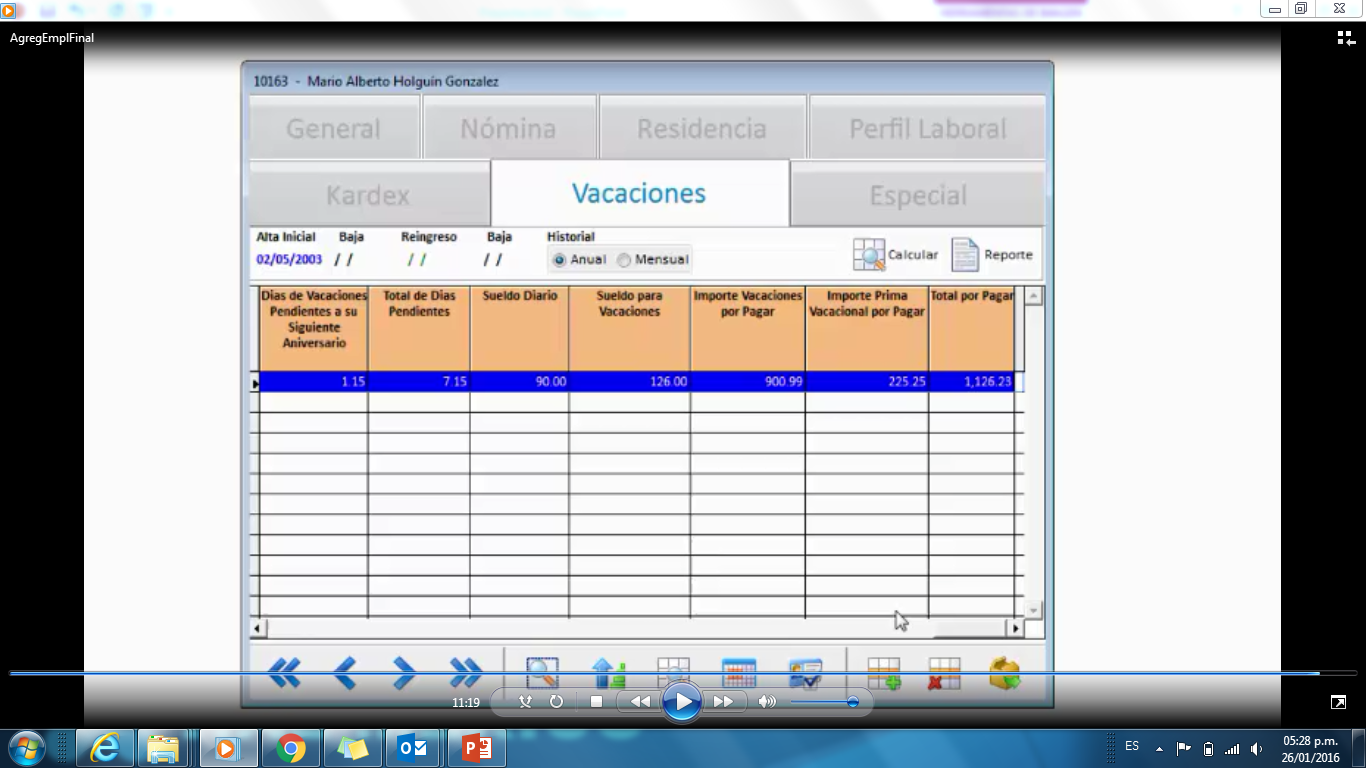 AgregEmplFinal
10163 - Mario Alberto Holguín Gonzalez
General Nómina Residencia Perfil Laboral
Kardex Vacaciones Especial
Alta Inicial Baja Reingreso Baja Historial
02/05/2003 / / / / / / Anual Mensual Calcular Reporte
Dias de Vacaciones Total de Dias Sueldo Diario Sueldo para Importe Vacaciones Importe Prima Total por Pagar
Pendientes a su Pendientes Vacaciones por Pagar Vacacional por Pagar
Siguiente
Aniversario
1.15 7.15 90.00 126.00 900.99 225.25 1,126.23
11:19
ES 05:28 p.m.
26/01/2016